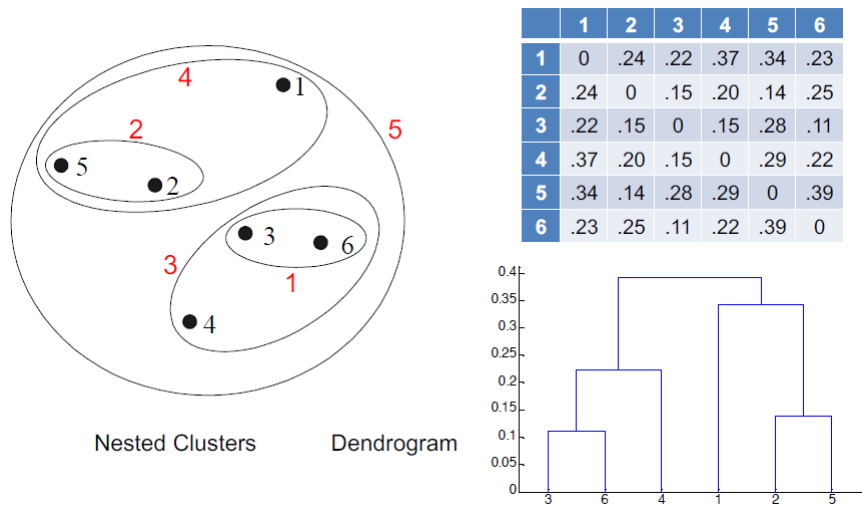 4
1
2
5
5
2
3
6
3
1
4
Nested Clusters
Dendrogram
1 2 3 4 5 6
1 0 .24 .22 .37 .34 .23
2 .24 0 .15 .20 .14 .25
3 .22 .15 0 .15 .28 .11
4 .37 .20 .15 0 .29 .22
5 .34 .14 .28 .29 0 .39
6 .23 .25 .11 .22 .39 0
0.4
0.35
0.3
0.25
0.2
0.15
0.1
0.05
0
3 6 4 1 2 5